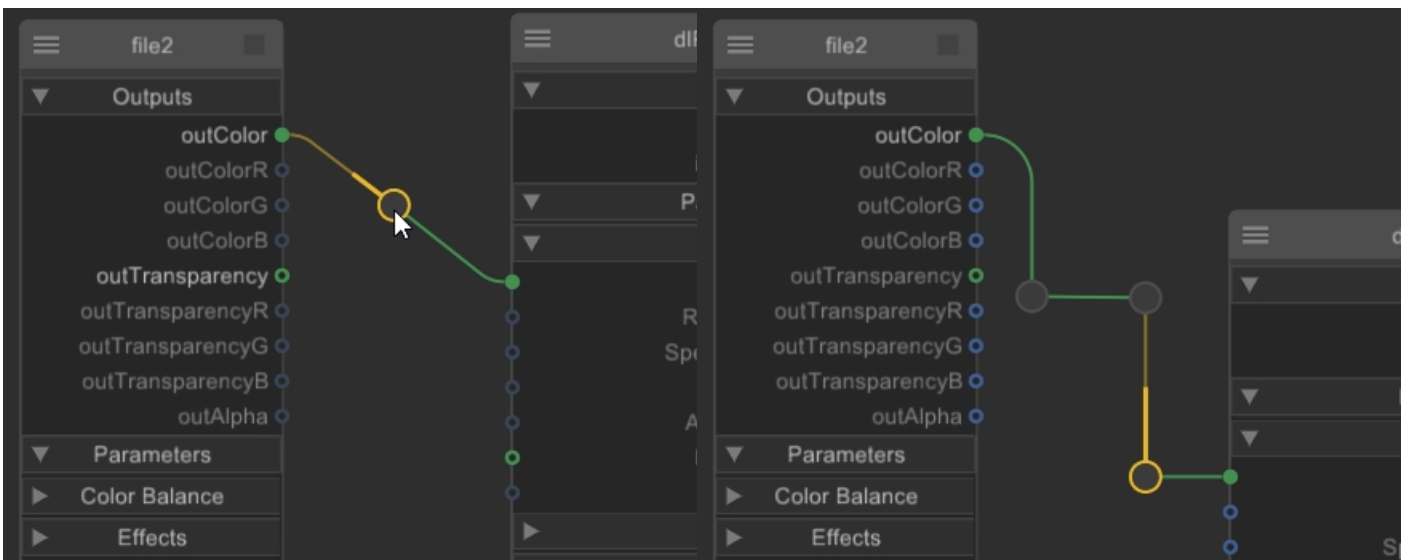 file2
Outputs
outColor
outColorR
outColorG
outColorB
outTransparency
outTransparencyR
outTransparencyG
outTransparencyB
outAlpha
Parameters
Color Balance
Effects
file2
Outputs
outColor
outColorR
outColorG
outColorB
outTransparency
outTransparencyR
outTransparencyG
outTransparencyB
outAlpha
Parameters
Color Balance
Effects